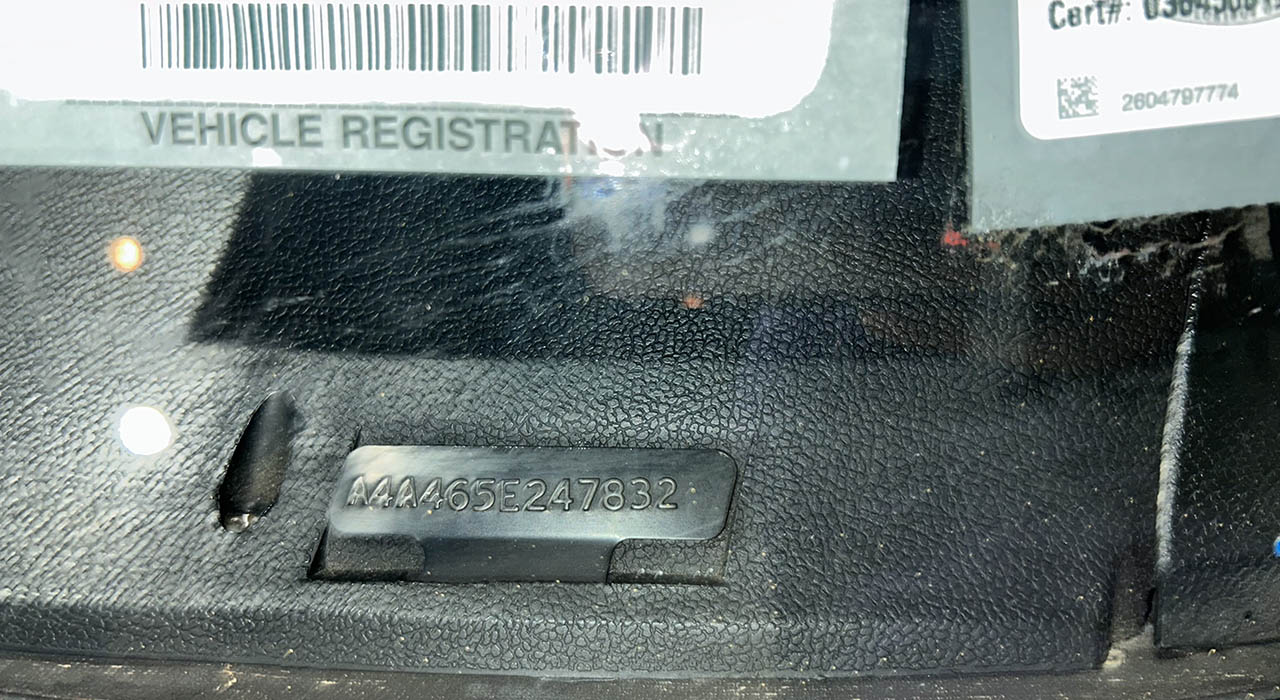 VEHICLE REGISTRATION
Cert#:
2604797774
A4A465E247832